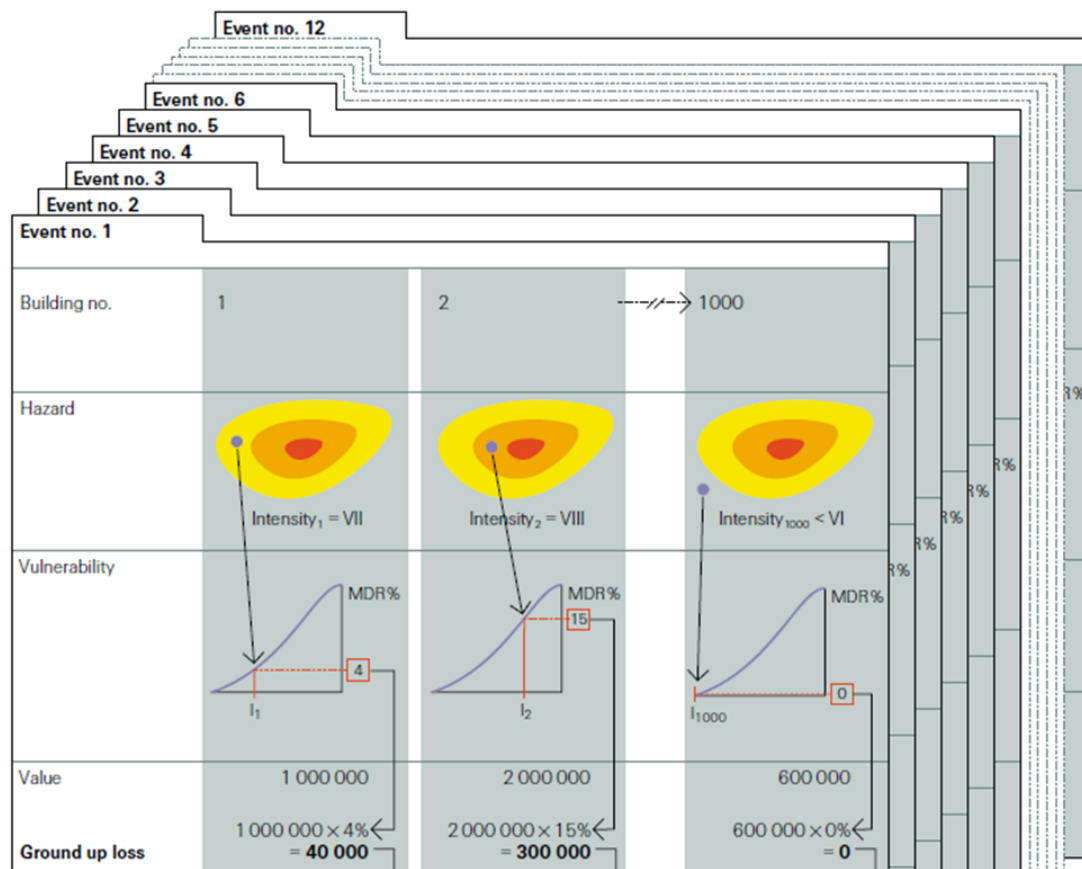 Event no. 12
Event no. 6
Event no. 5
Event no. 4
Event no. 3
Event no. 2
Event no. 1
Building no. 1 2 1000
Hazard
Intensity₁ = VII Intensity₂ = VIII Intensity₁₀₀₀ < VI
Vulnerability
MDR% MDR% MDR%
4 15 0
I₁ I₂ I₁₀₀₀
R% R% R% R% R% R%
Value 1 000 000 2 000 000 600 000
1 000 000 × 4% 2 000 000 × 15% 600 000 × 0%
Ground up loss = 40 000 = 300 000 = 0